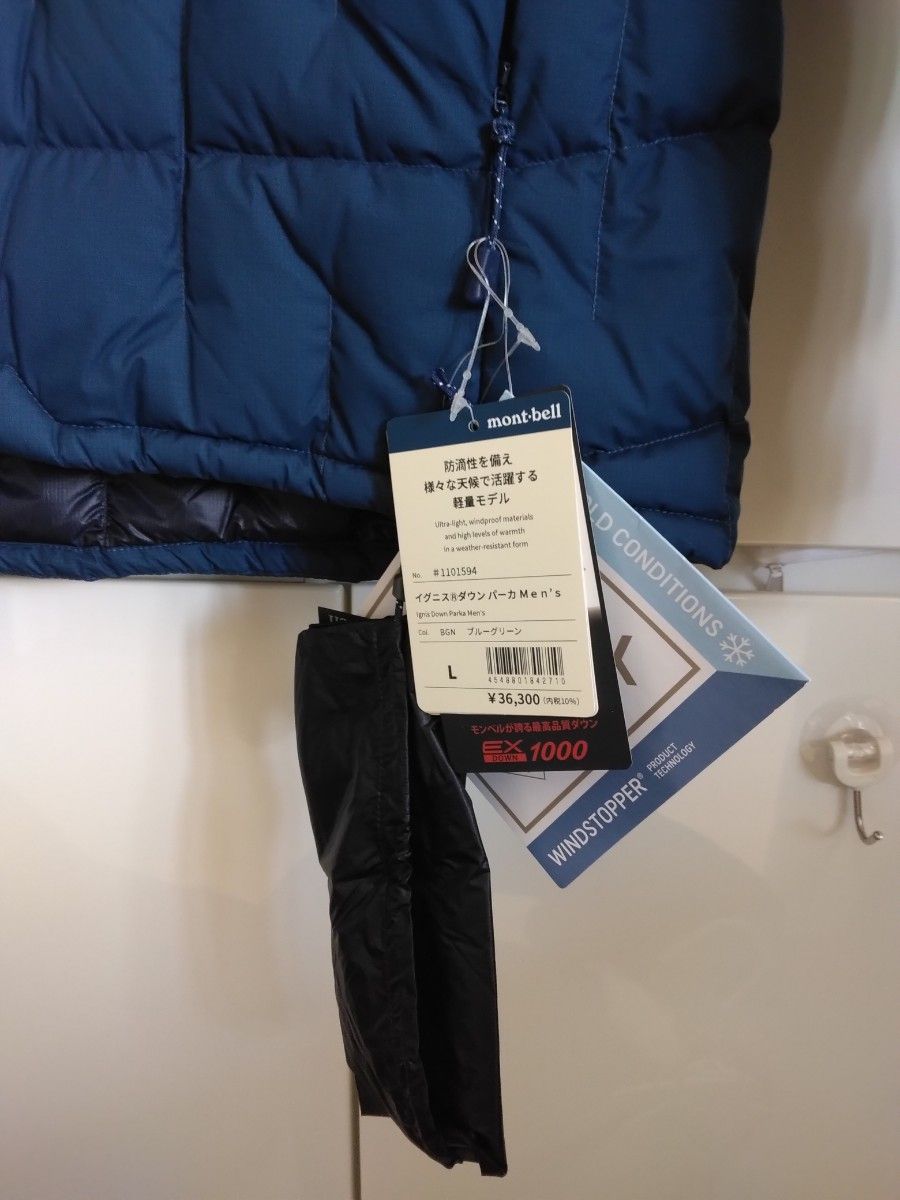 mont-bell
防滴性を備え
様々な天候で活躍する
軽量モデル
Ultra-light, windproof materials
and high levels of warmth
in a weather-resistant form
No. #1101594
イグニス®ダウン パーカ Men's
Ignis Down Parka Men's
Col. BGN ブルーグリーン
L
4548801842710
¥36,300 (内税10%)
モンベルが誇る最高品質ダウン
EX DOWN 1000
CONDITIONS
WINDSTOPPER®
PRODUCT
TECHNOLOGY